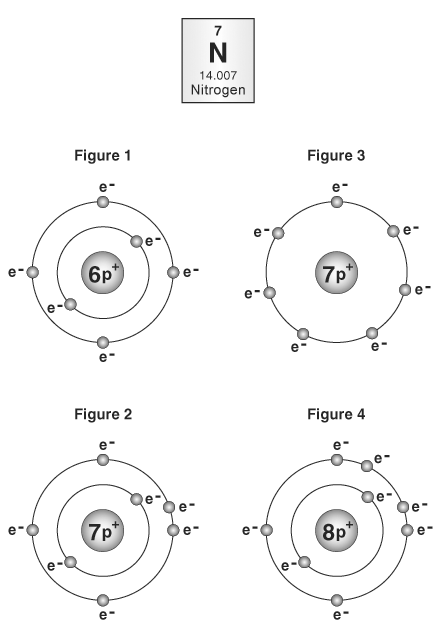 7
N
14.007
Nitrogen
Figure 1
e-
e-
e-
6p+
e-
e-
e-
Figure 3
e-
e-
e-
7p+
e-
e-
e-
e-
Figure 2
e-
e-
e-
e-
7p+
e-
e-
e-
Figure 4
e-
e-
e-
e-
e-
8p+
e-
e-
e-